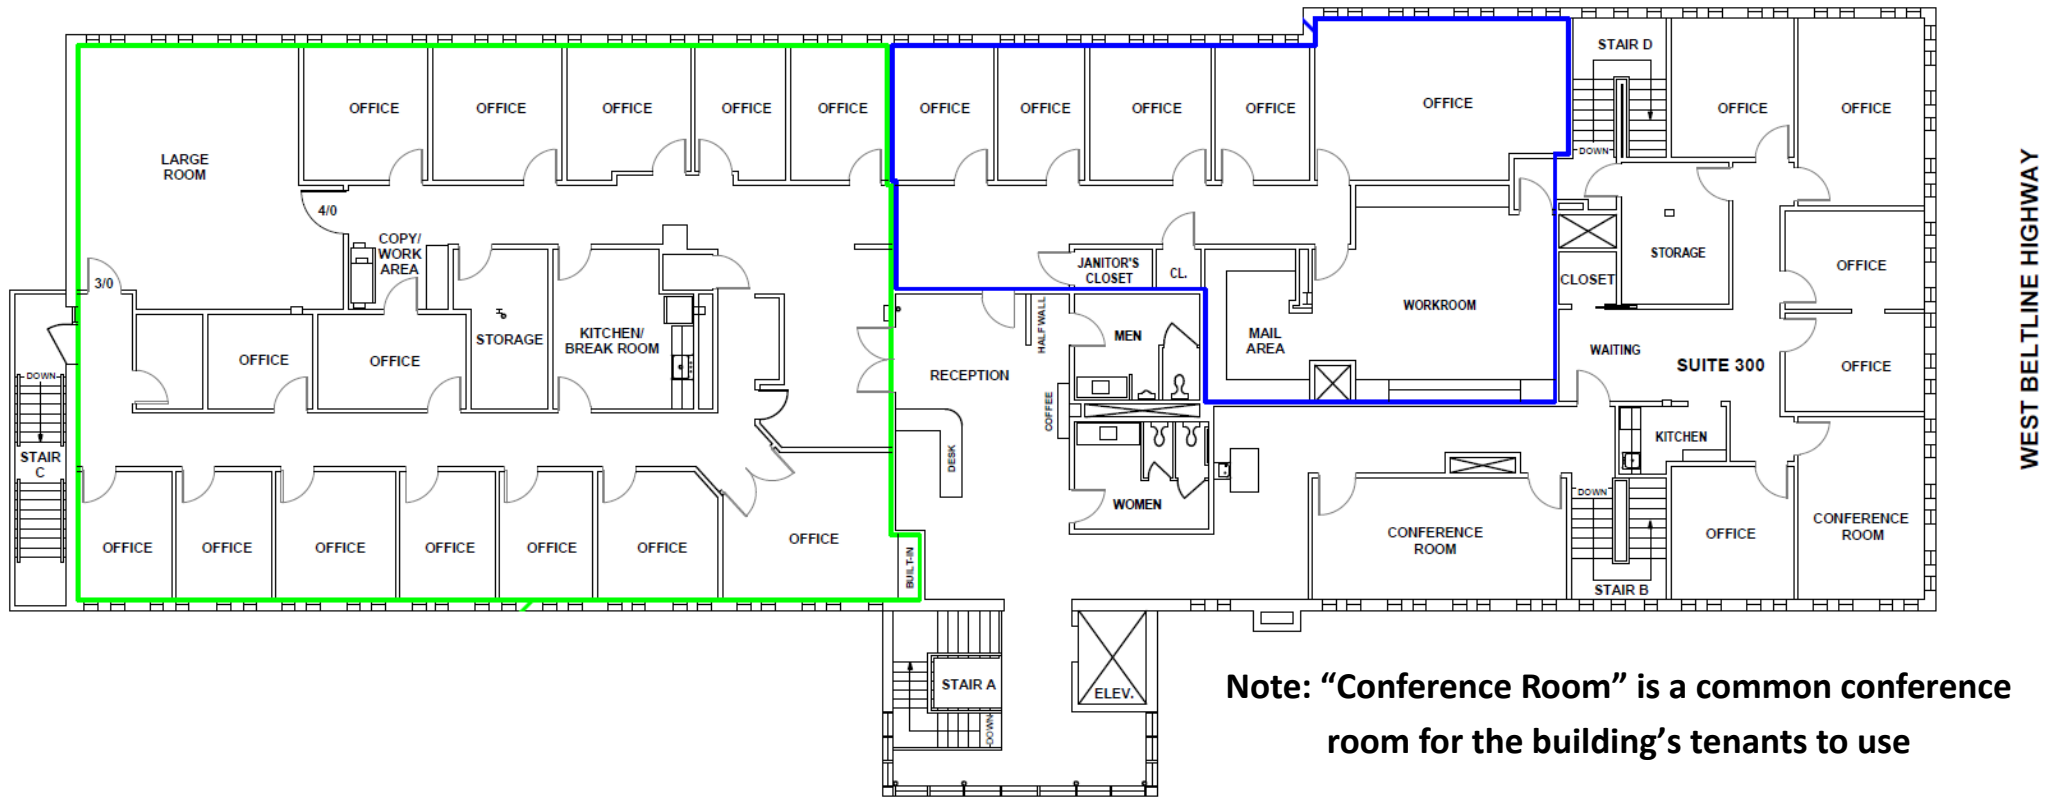 STAIR D
OFFICE
OFFICE
OFFICE
OFFICE
OFFICE
OFFICE
OFFICE
OFFICE
OFFICE
OFFICE
OFFICE
OFFICE
DOWN
LARGE
ROOM
4/0
COPY/
WORK
AREA
3/0
JANITOR'S
CLOSET
CL.
STORAGE
CLOSET
OFFICE
WORKROOM
MAIL
AREA
HALFWALL
MEN
STORAGE
KITCHEN/
BREAK ROOM
OFFICE
OFFICE
RECEPTION
WAITING
SUITE 300
OFFICE
WEST BELTLINE HIGHWAY
DOWN
COFFEE
DESK
KITCHEN
STAIR
C
WOMEN
DOWN
OFFICE
OFFICE
OFFICE
OFFICE
OFFICE
OFFICE
OFFICE
BUILT-IN
CONFERENCE
ROOM
OFFICE
CONFERENCE
ROOM
STAIR B
STAIR A
DOWN
ELEV.
Note: “Conference Room” is a common conference
room for the building’s tenants to use